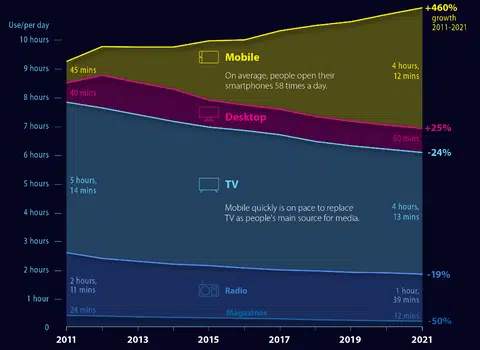 Use/per day
+460%
growth
2011-2021
10 hours
9 hours
8 hours
7 hours
6 hours
5 hours
4 hours
3 hours
2 hours
1 hour
0
45 mins
Mobile
On average, people open their
smartphones 58 times a day.
4 hours,
12 mins
40 mins
Desktop
+25%
50 mins
-24%
5 hours,
14 mins
TV
Mobile quickly is on pace to replace
TV as people's main source for media.
4 hours,
13 mins
-19%
2 hours,
11 mins
Radio
1 hour,
39 mins
24 mins
Magazines
12 mins
-50%
2011
2013
2015
2017
2019
2021